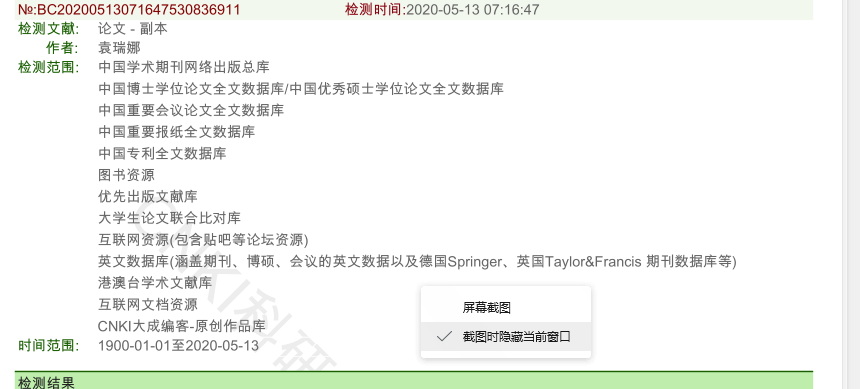 №:BC20200513071647530836911 检测时间:2020-05-13 07:16:47
检测文献: 论文 - 副本
作者: 袁瑞娜
检测范围: 中国学术期刊网络出版总库
中国博士学位论文全文数据库/中国优秀硕士学位论文全文数据库
中国重要会议论文全文数据库
中国重要报纸全文数据库
中国专利全文数据库
图书资源
优先出版文献库
大学生论文联合比对库
互联网资源(包含贴吧等论坛资源)
英文数据库(涵盖期刊、博硕、会议的英文数据以及德国Springer、英国Taylor&Francis 期刊数据库等)
港澳台学术文献库
互联网文档资源
CNKI大成编客-原创作品库
时间范围: 1900-01-01至2020-05-13
屏幕截图
截图时隐藏当前窗口
CNKI科研
检测结果